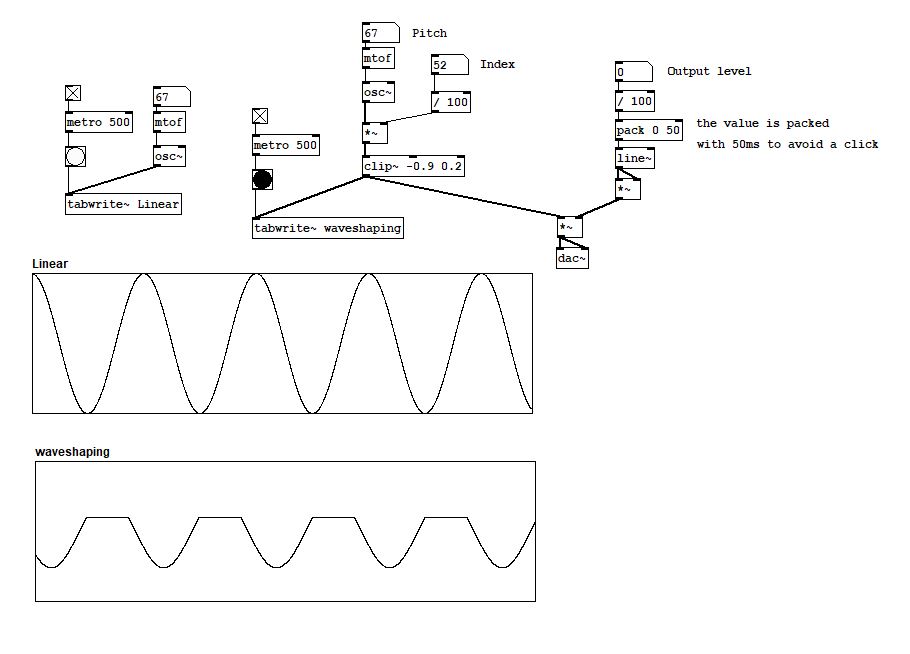 67 Pitch
mtof
52 Index
osc~
/ 100
*~
clip~ -0.9 0.2
67
metro 500
mtof
osc~
tabwrite~ Linear
metro 500
tabwrite~ waveshaping
0 Output level
/ 100
pack 0 50
the value is packed
with 50ms to avoid a click
line~
*~
*~
dac~
Linear
waveshaping